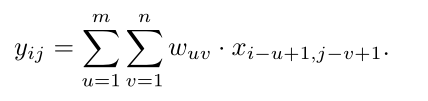 $$y_{ij} = \sum_{u=1}^{m} \sum_{v=1}^{n} w_{uv} \cdot x_{i-u+1,j-v+1}.$$